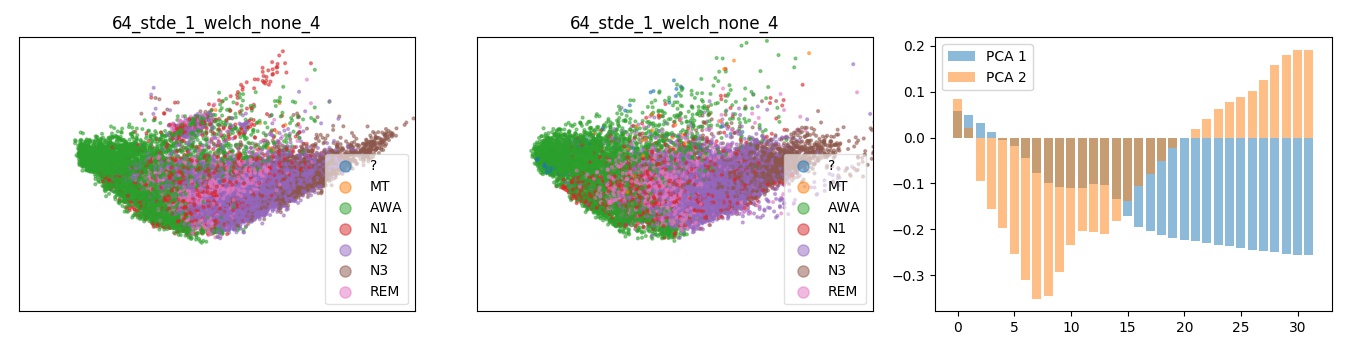 64_stde_1_welch_none_4
?
MT
AWA
N1
N2
N3
REM
64_stde_1_welch_none_4
?
MT
AWA
N1
N2
N3
REM
PCA 1
PCA 2
0.2
0.1
0.0
−0.1
−0.2
−0.3
0 5 10 15 20 25 30